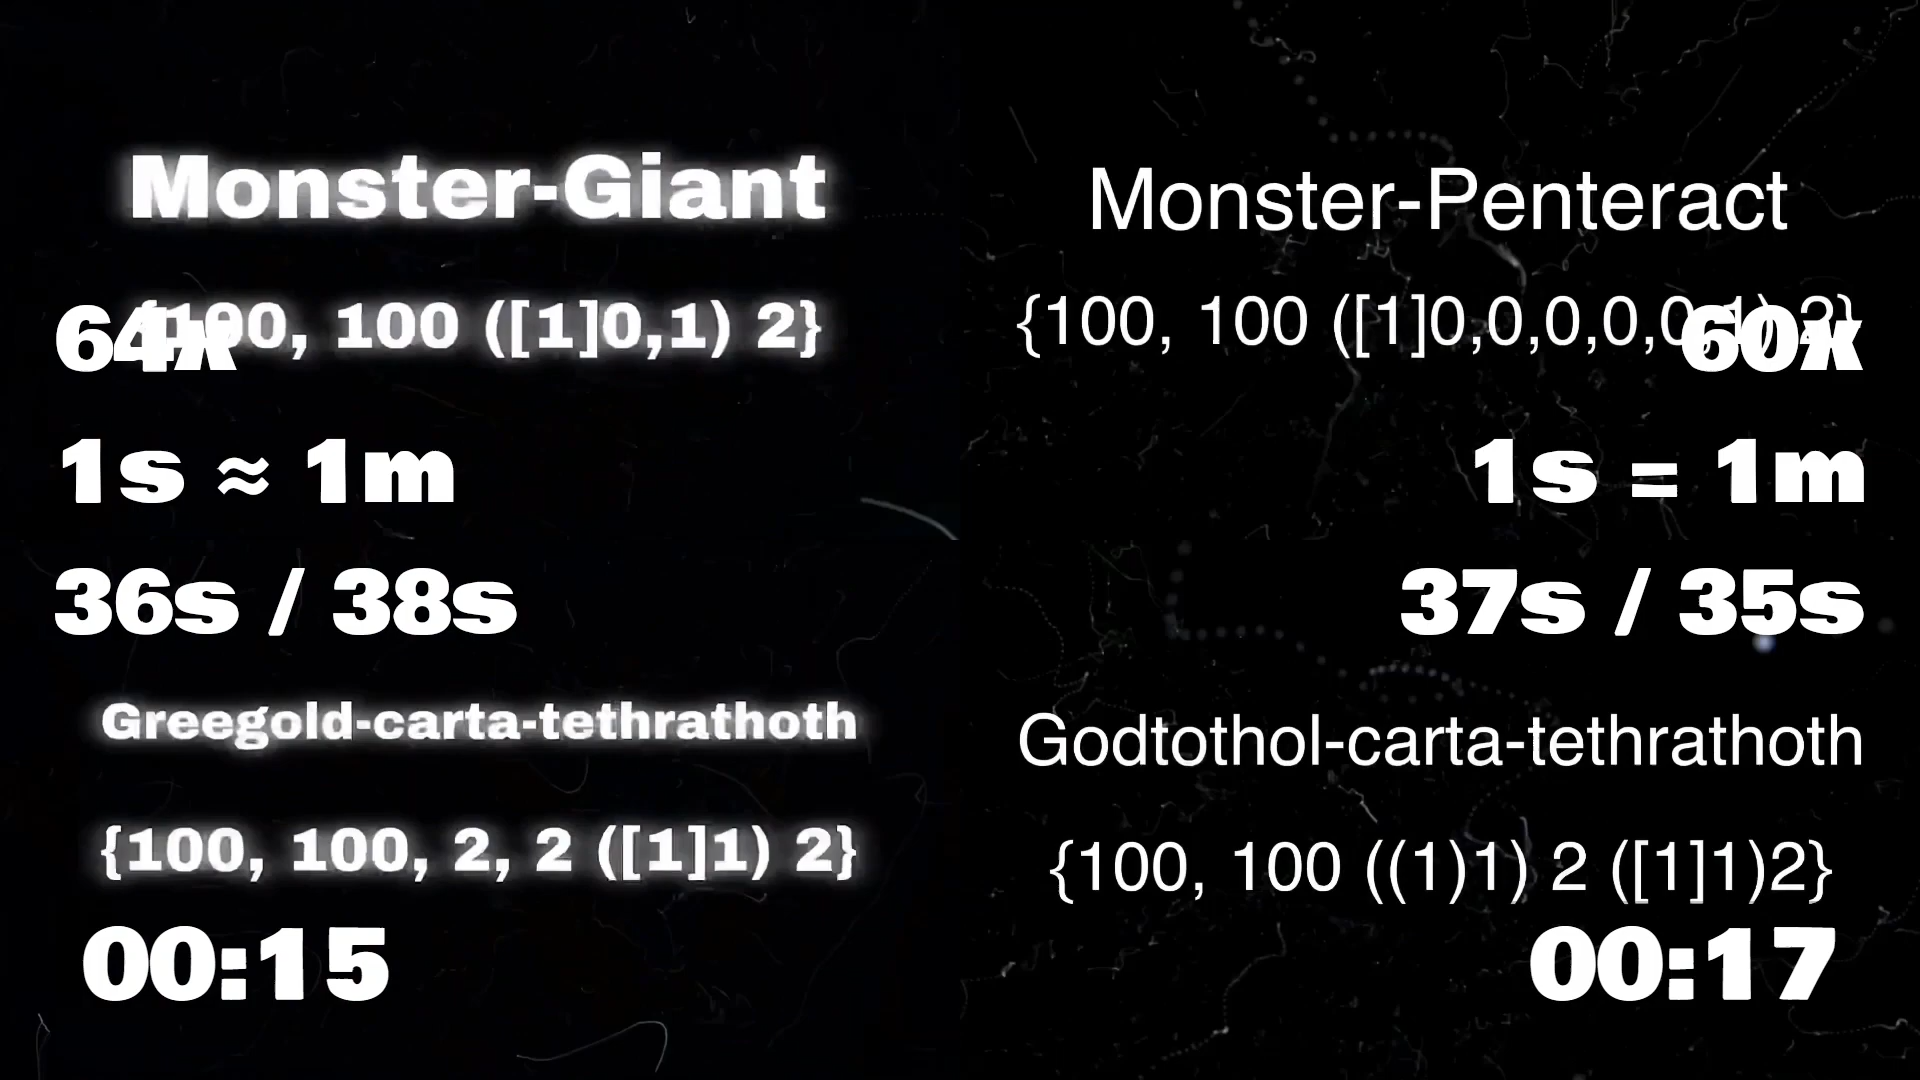 Monster-Giant
{100, 100 ([1]0,1) 2}
64x
1s ≈ 1m
36s / 38s
Greegold-carta-tethrathoth
{100, 100, 2, 2 ([1]1) 2}
00:15
Monster-Penteract
{100, 100 ([1]0,0,0,0,0,1) 2}
60x
1s = 1m
37s / 35s
Godtothol-carta-tethrathoth
{100, 100 ((1)1) 2 ([1]1)2}
00:17